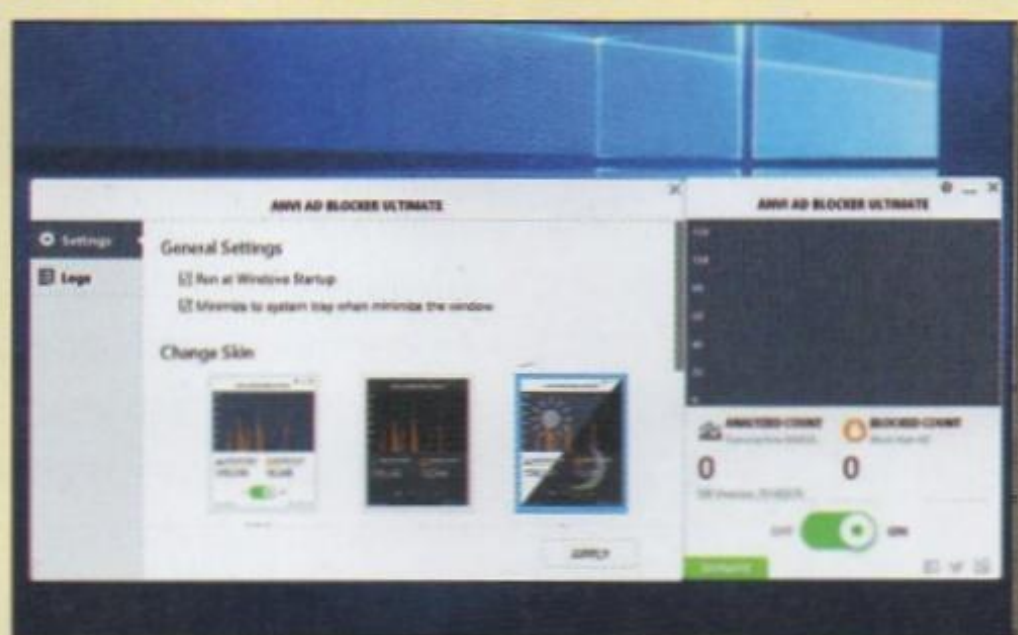 ANVI AD BLOCKER ULTIMATE
Settings
Logs
General Settings
Run at Windows Startup
Minimize to system tray when minimize the window
Change Skin
APPLY
ANVI AD BLOCKER ULTIMATE
ANALYZED COUNT
BLOCKED COUNT
0
0
OFF
ON
ULTIMATE